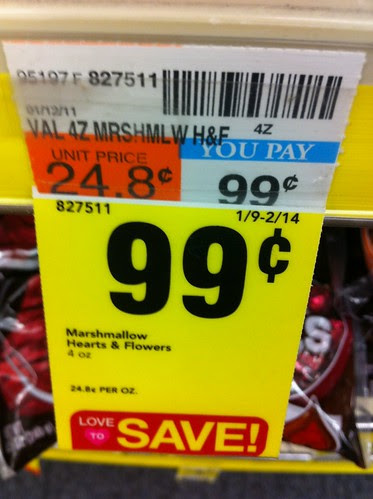 95197F 827511
01/12/11
VAL 4Z MRSHMLW H&F 4Z
UNIT PRICE YOU PAY
24.8¢ 99¢
827511 1/9-2/14
99¢
Marshmallow
Hearts & Flowers
4 oz
24.8¢ PER OZ.
LOVE
TO
SAVE!